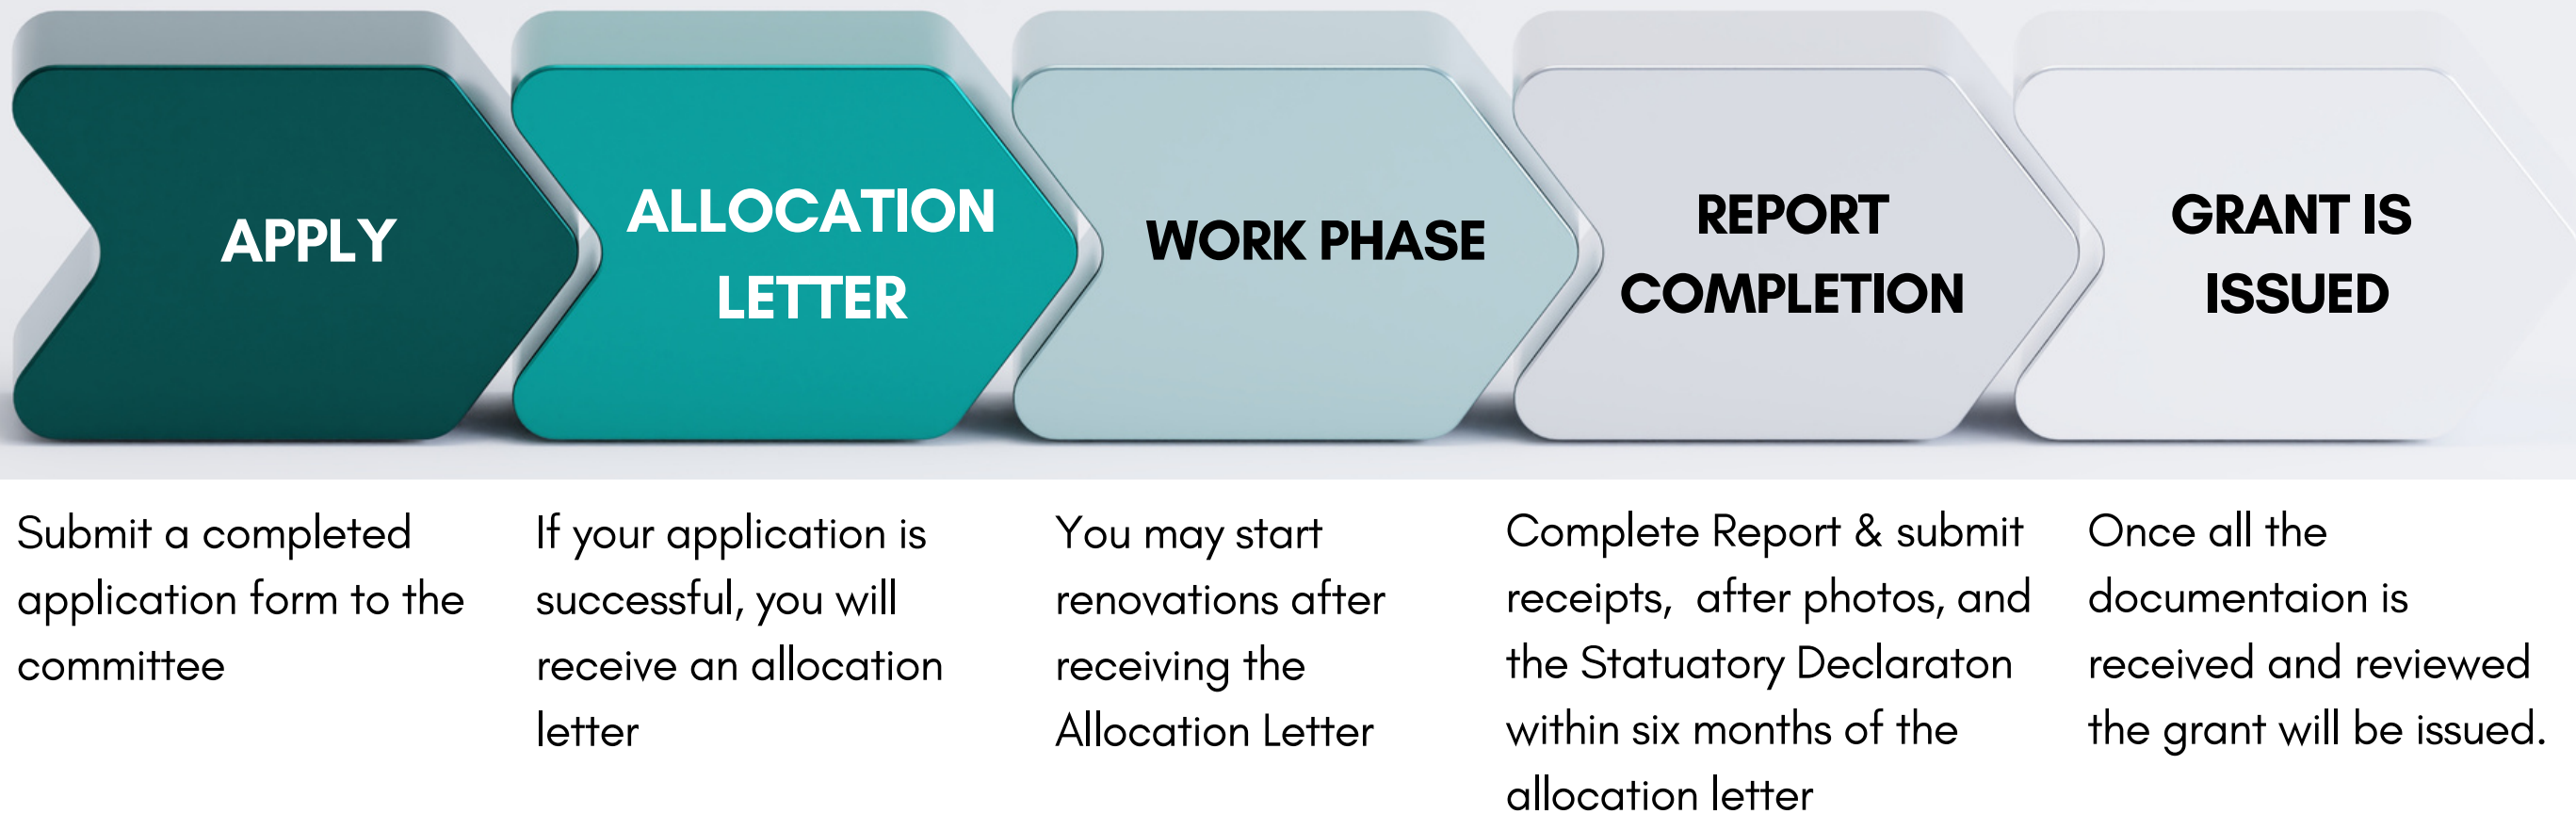 APPLY
ALLOCATION
LETTER
WORK PHASE
REPORT
COMPLETION
GRANT IS
ISSUED
Submit a completed
application form to the
committee
If your application is
successful, you will
receive an allocation
letter
You may start
renovations after
receiving the
Allocation Letter
Complete Report & submit
receipts,  after photos, and
the Statuatory Declaraton
within six months of the
allocation letter
Once all the
documentaion is
received and reviewed
the grant will be issued.